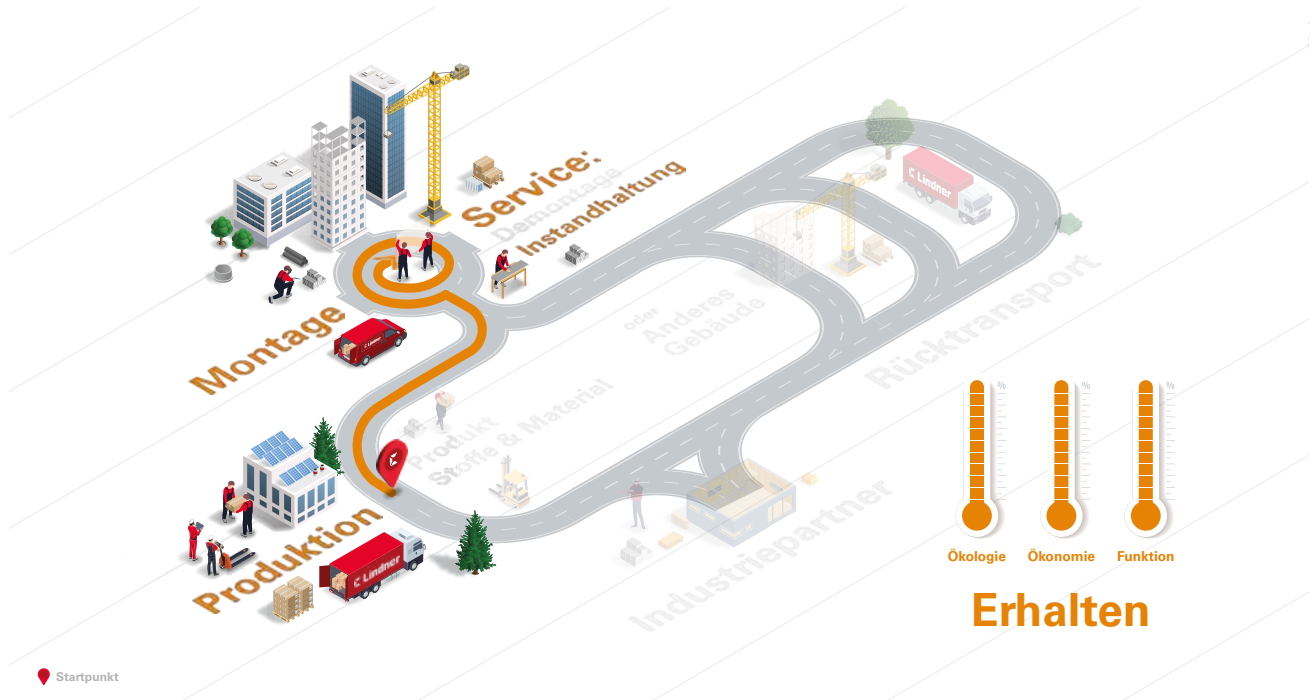 Service:
Demontage
Instandhaltung
Lindner
Montage
Lindner
oder
Anderes
Gebäude
Rücktransport
Produkt
Stoffe & Material
Produktion
Lindner
Industriepartner
% % %
Ökologie Ökonomie Funktion
Erhalten
Startpunkt